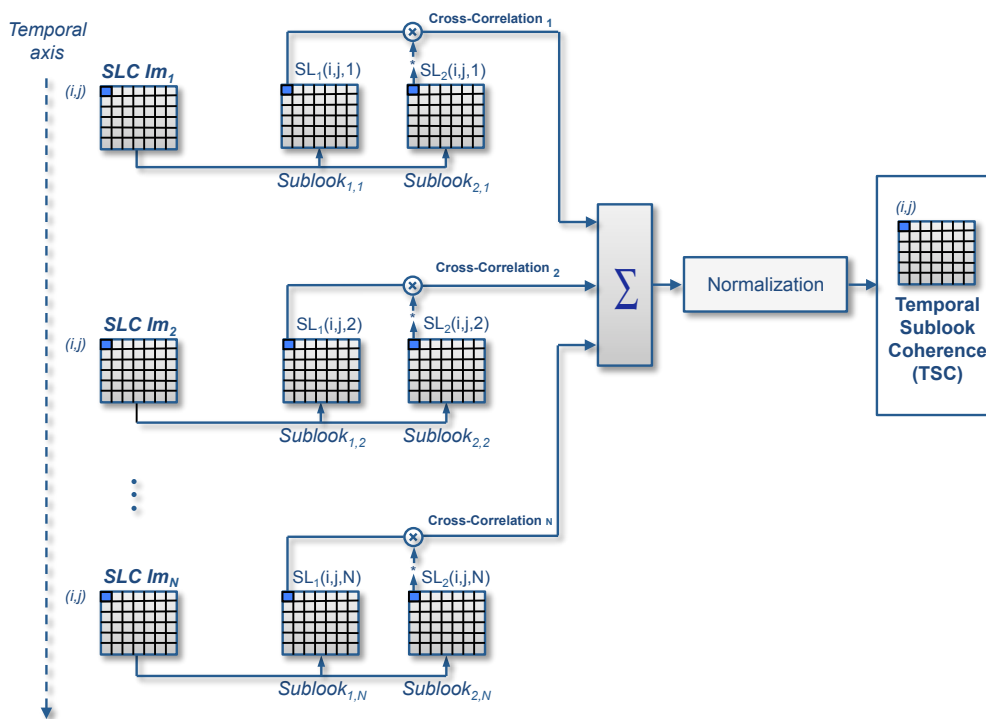 Temporal
axis
Cross-Correlation 1
SLC Im1
(i,j)
SL1(i,j,1)
*
SL2(i,j,1)
Sublook1,1
Sublook2,1
Cross-Correlation 2
SLC Im2
(i,j)
SL1(i,j,2)
*
SL2(i,j,2)
Sublook1,2
Sublook2,2
Cross-Correlation N
SLC ImN
(i,j)
SL1(i,j,N)
*
SL2(i,j,N)
Sublook1,N
Sublook2,N
∑
Normalization
(i,j)
Temporal
Sublook
Coherence
(TSC)